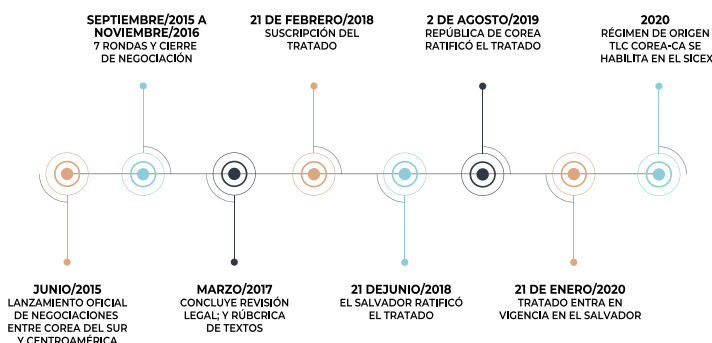 SEPTIEMBRE/2015 A
NOVIEMBRE/2016
7 RONDAS Y CIERRE
DE NEGOCIACIÓN
21 DE FEBRERO/2018
SUSCRIPCIÓN DEL
TRATADO
2 DE AGOSTO/2019
REPÚBLICA DE COREA
RATIFICÓ EL TRATADO
2020
RÉGIMEN DE ORIGEN
TLC COREA-CA SE
HABILITA EN EL SICEX
JUNIO/2015
LANZAMIENTO OFICIAL
DE NEGOCIACIONES
ENTRE COREA DEL SUR
Y CENTROAMÉRICA
MARZO/2017
CONCLUYE REVISIÓN
LEGAL; Y RÚBCRICA
DE TEXTOS
21 DEJUNIO/2018
EL SALVADOR RATIFICÓ
EL TRATADO
21 DE ENERO/2020
TRATADO ENTRA EN
VIGENCIA EN EL SALVADOR